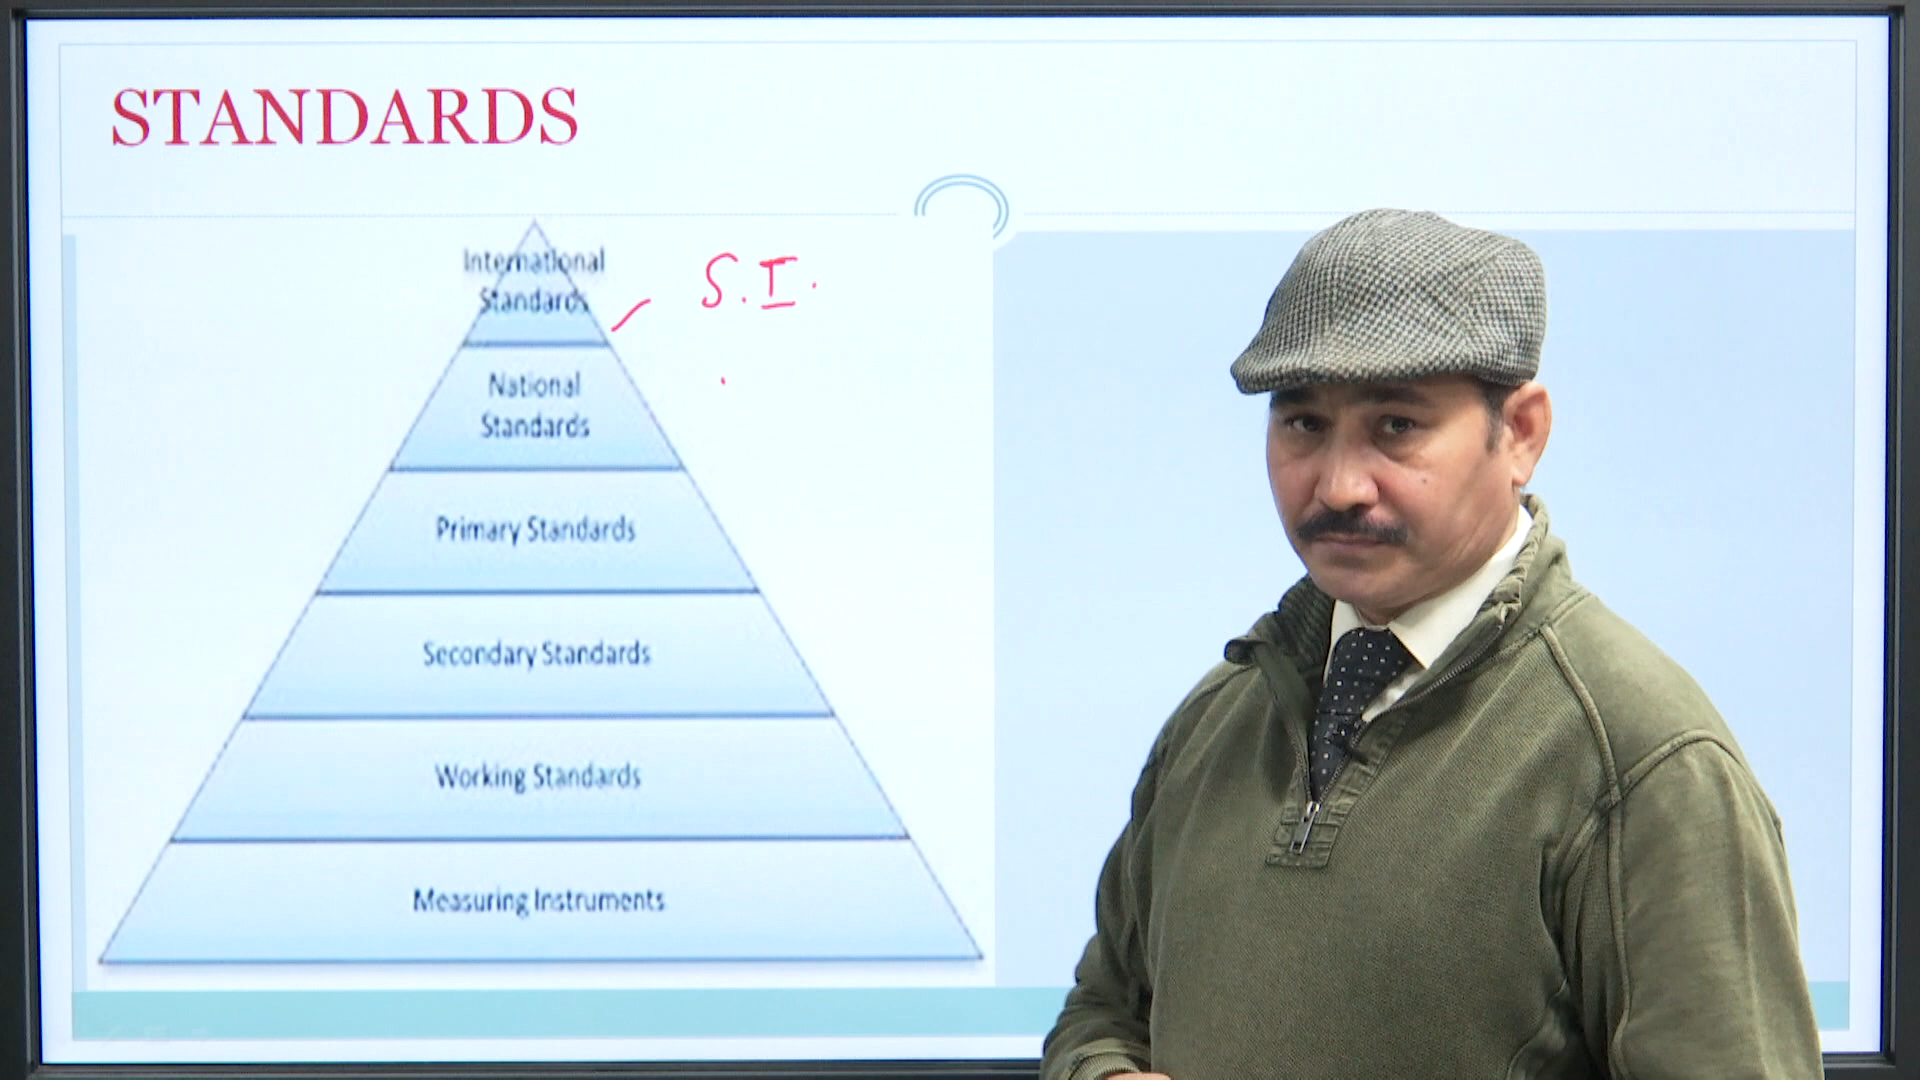 STANDARDS
International
Standards
S.I.
National
Standards
Primary Standards
Secondary Standards
Working Standards
Measuring Instruments